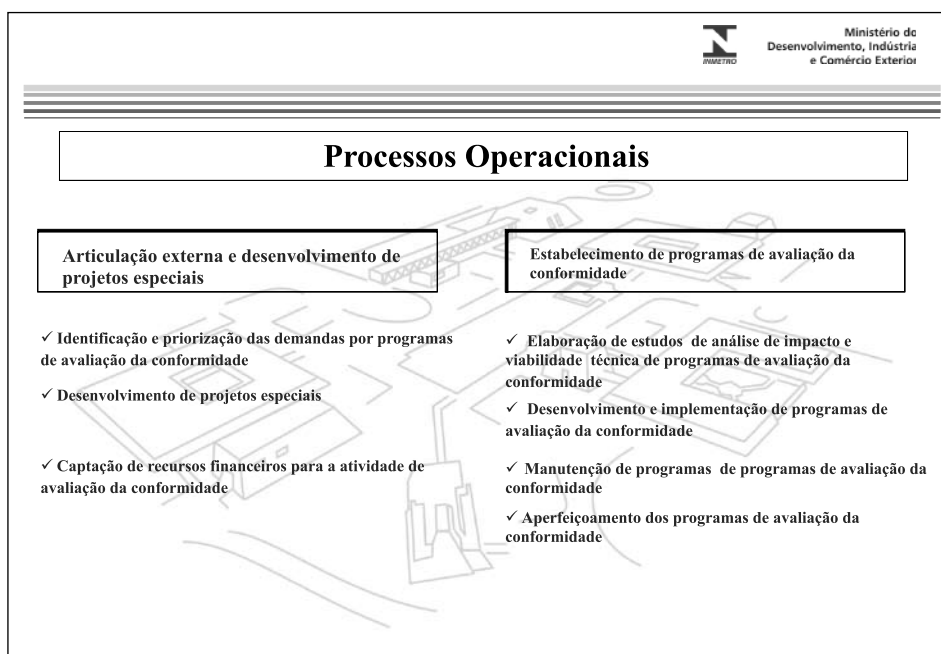 INMETRO
Ministério do
Desenvolvimento, Indústria
e Comércio Exterior
Processos Operacionais
Articulação externa e desenvolvimento de
projetos especiais
✓ Identificação e priorização das demandas por programas
de avaliação da conformidade
✓ Desenvolvimento de projetos especiais
✓ Captação de recursos financeiros para a atividade de
avaliação da conformidade
Estabelecimento de programas de avaliação da
conformidade
✓ Elaboração de estudos de análise de impacto e
viabilidade técnica de programas de avaliação da
conformidade
✓ Desenvolvimento e implementação de programas de
avaliação da conformidade
✓ Manutenção de programas de programas de avaliação da
conformidade
✓ Aperfeiçoamento dos programas de avaliação da
conformidade